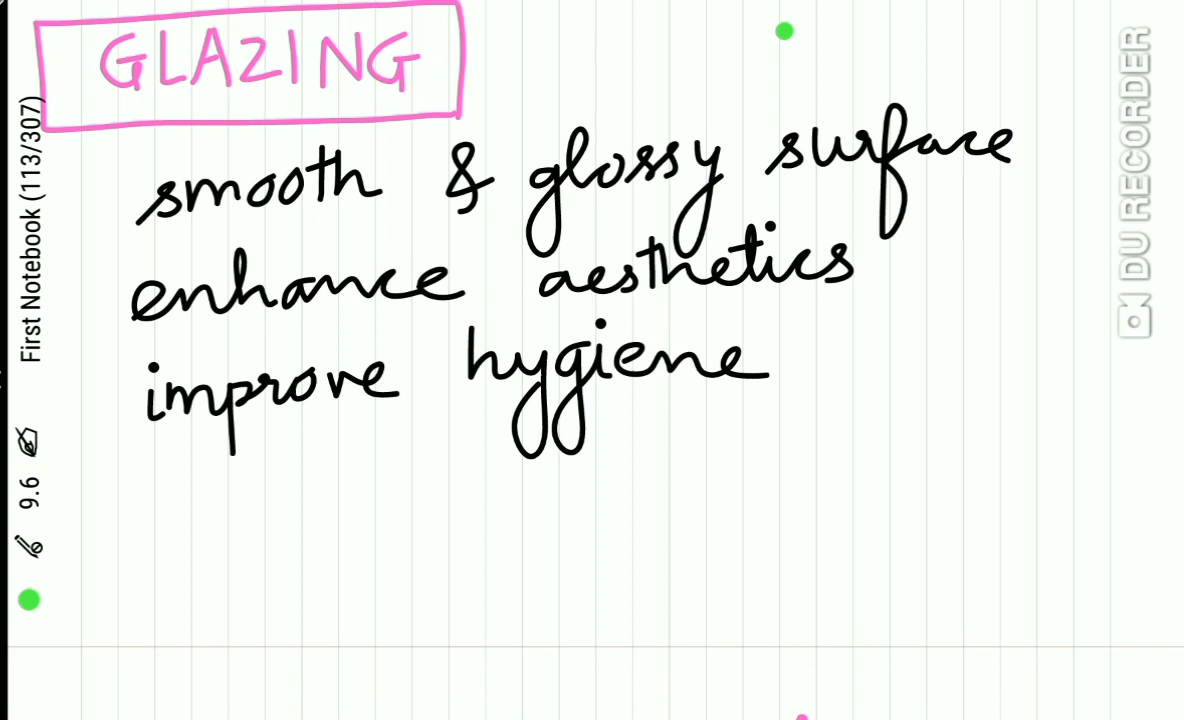 GLAZING
smooth & glossy surface
enhance aesthetics
improve hygiene
First Notebook (113/307)
9.6
DU RECORDER